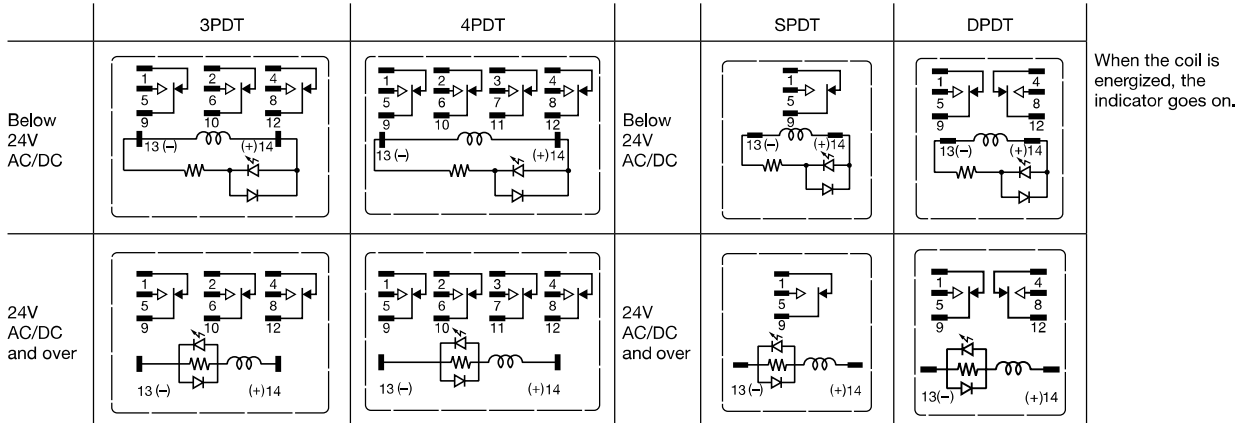 3PDT 4PDT SPDT DPDT
Below
24V
AC/DC
1 2 4
5 6 8
9 10 12
13 (–) (+)14
1 2 3 4
5 6 7 8
9 10 11 12
13 (–) (+)14
Below
24V
AC/DC
1
5
9
13(–) (+)14
1 4
5 8
9 12
13(–) (+)14
When the coil is
energized, the
indicator goes on.
24V
AC/DC
and over
1 2 4
5 6 8
9 10 12
13 (–) (+)14
1 2 3 4
5 6 7 8
9 10 11 12
13 (–) (+)14
24V
AC/DC
and over
1
5
9
13 (–) (+)14
1 4
5 8
9 12
13(–) (+)14